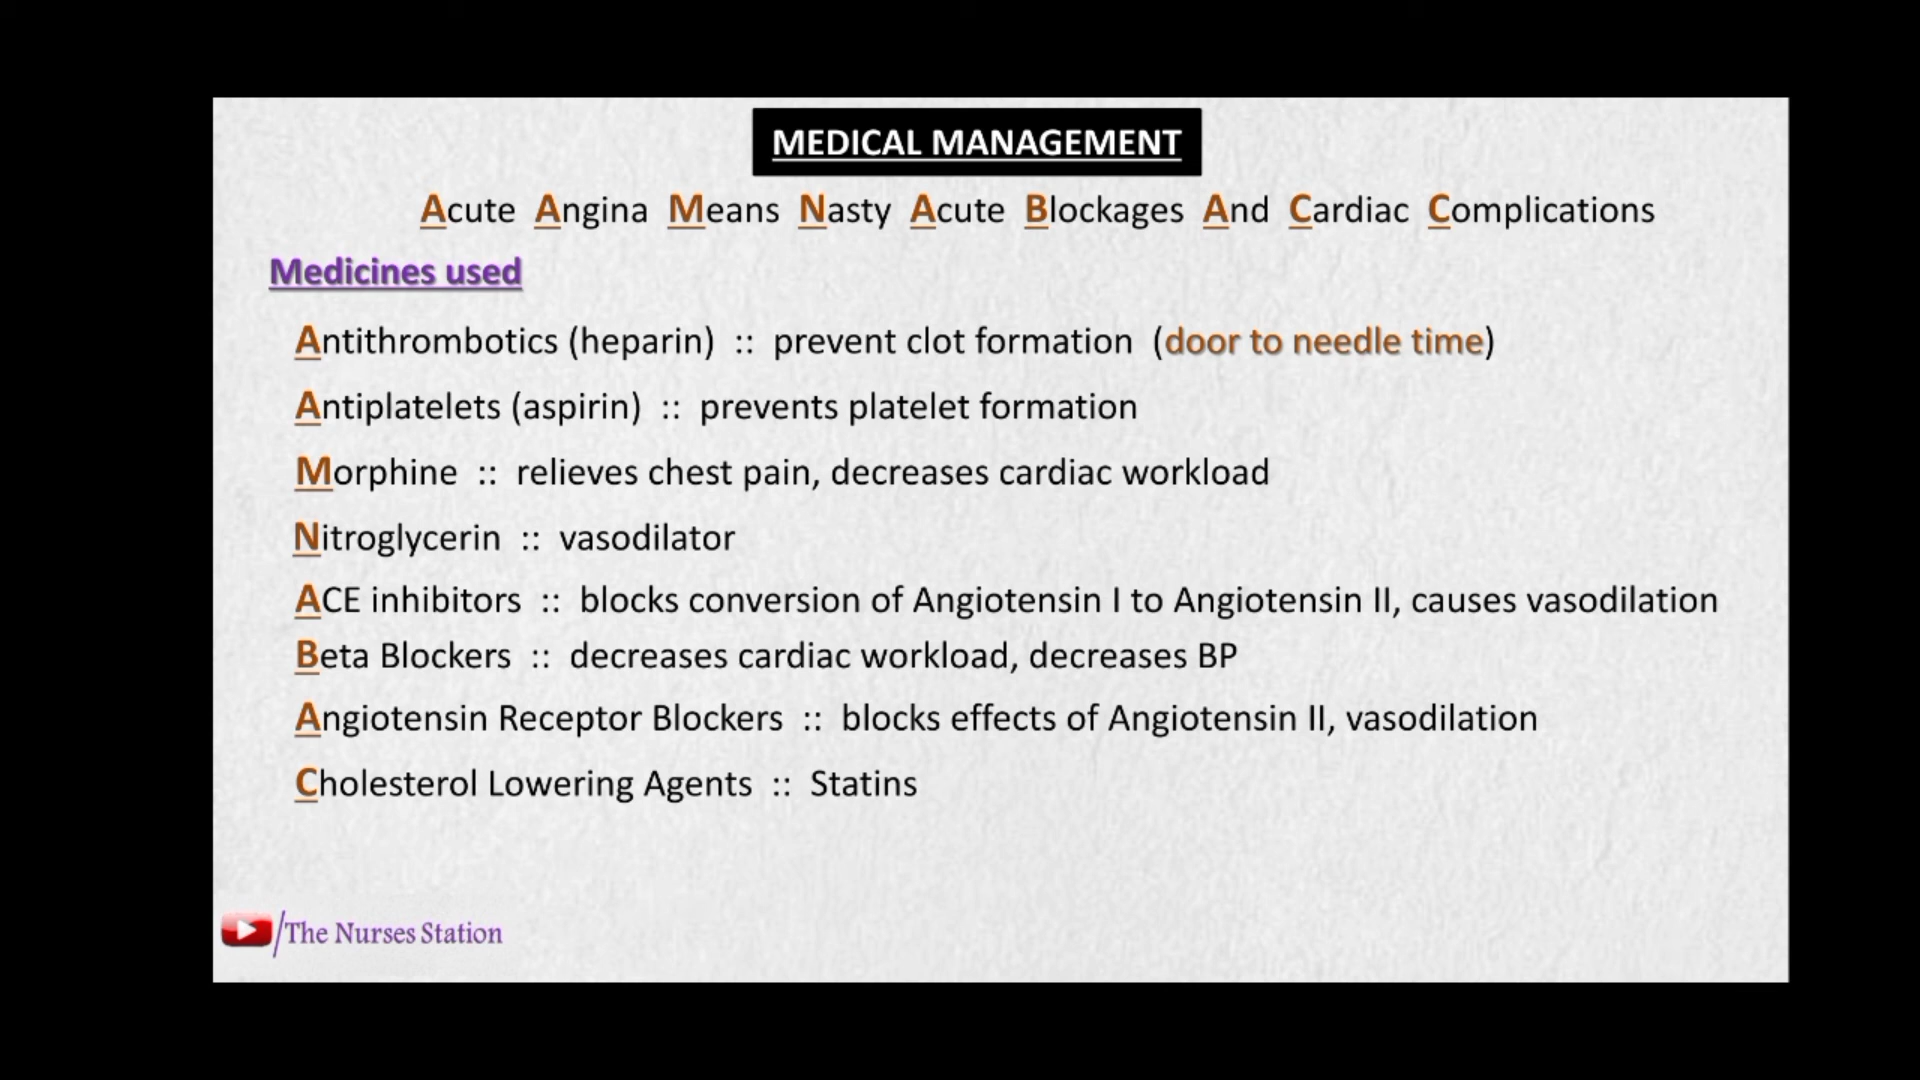 MEDICAL MANAGEMENT
Acute Angina Means Nasty Acute Blockages And Cardiac Complications
Medicines used
Antithrombotics (heparin) :: prevent clot formation (door to needle time)
Antiplatelets (aspirin) :: prevents platelet formation
Morphine :: relieves chest pain, decreases cardiac workload
Nitroglycerin :: vasodilator
ACE inhibitors :: blocks conversion of Angiotensin I to Angiotensin II, causes vasodilation
Beta Blockers :: decreases cardiac workload, decreases BP
Angiotensin Receptor Blockers :: blocks effects of Angiotensin II, vasodilation
Cholesterol Lowering Agents :: Statins
/The Nurses Station